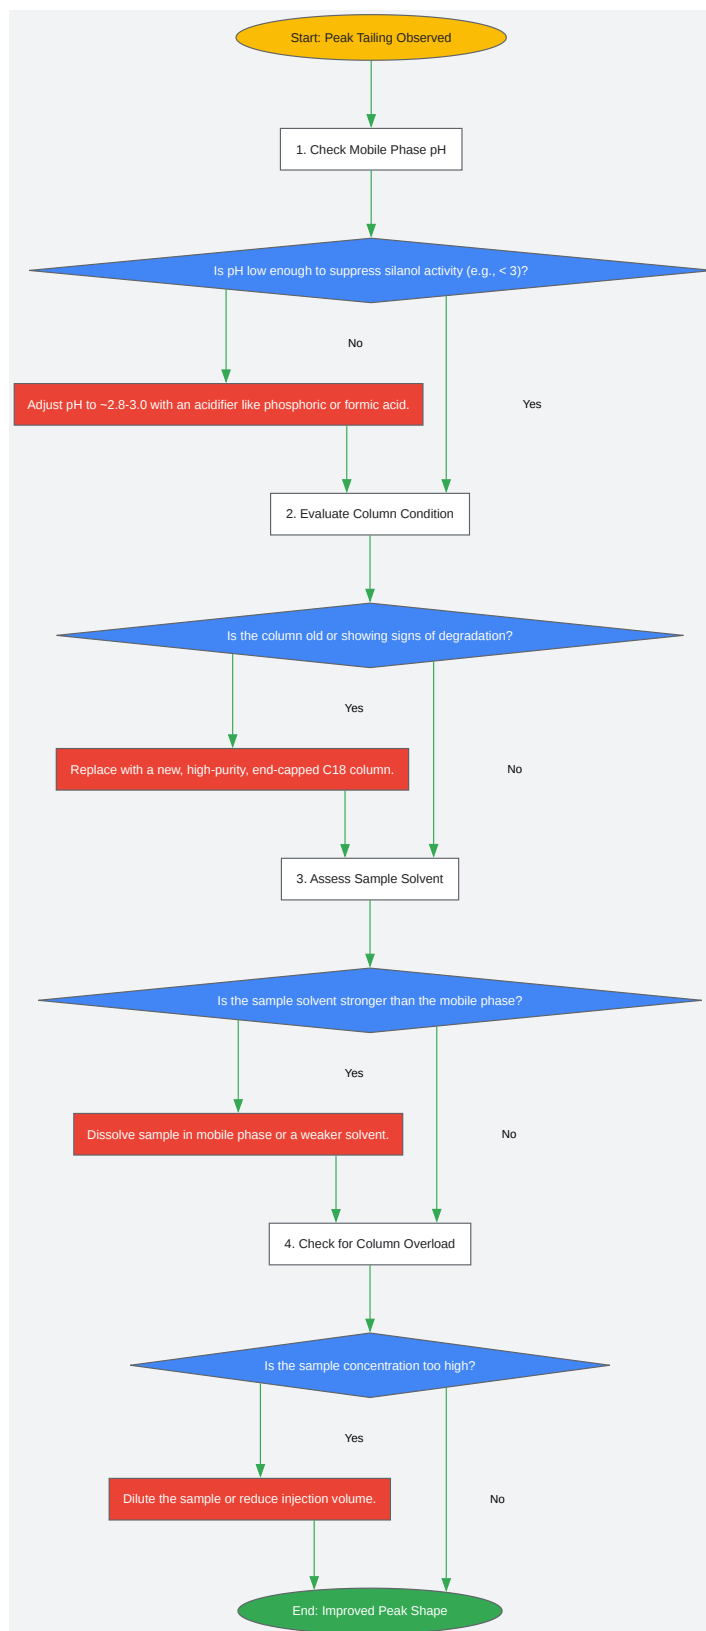 Start: Peak Tailing Observed
1. Check Mobile Phase pH
Is pH low enough to suppress silanol activity (e.g., < 3)?
No
Adjust pH to ~2.8-3.0 with an acidifier like phosphoric or formic acid.
Yes
2. Evaluate Column Condition
Is the column old or showing signs of degradation?
Yes
Replace with a new, high-purity, end-capped C18 column.
No
3. Assess Sample Solvent
Is the sample solvent stronger than the mobile phase?
Yes
Dissolve sample in mobile phase or a weaker solvent.
No
4. Check for Column Overload
Is the sample concentration too high?
Yes
Dilute the sample or reduce injection volume.
No
End: Improved Peak Shape